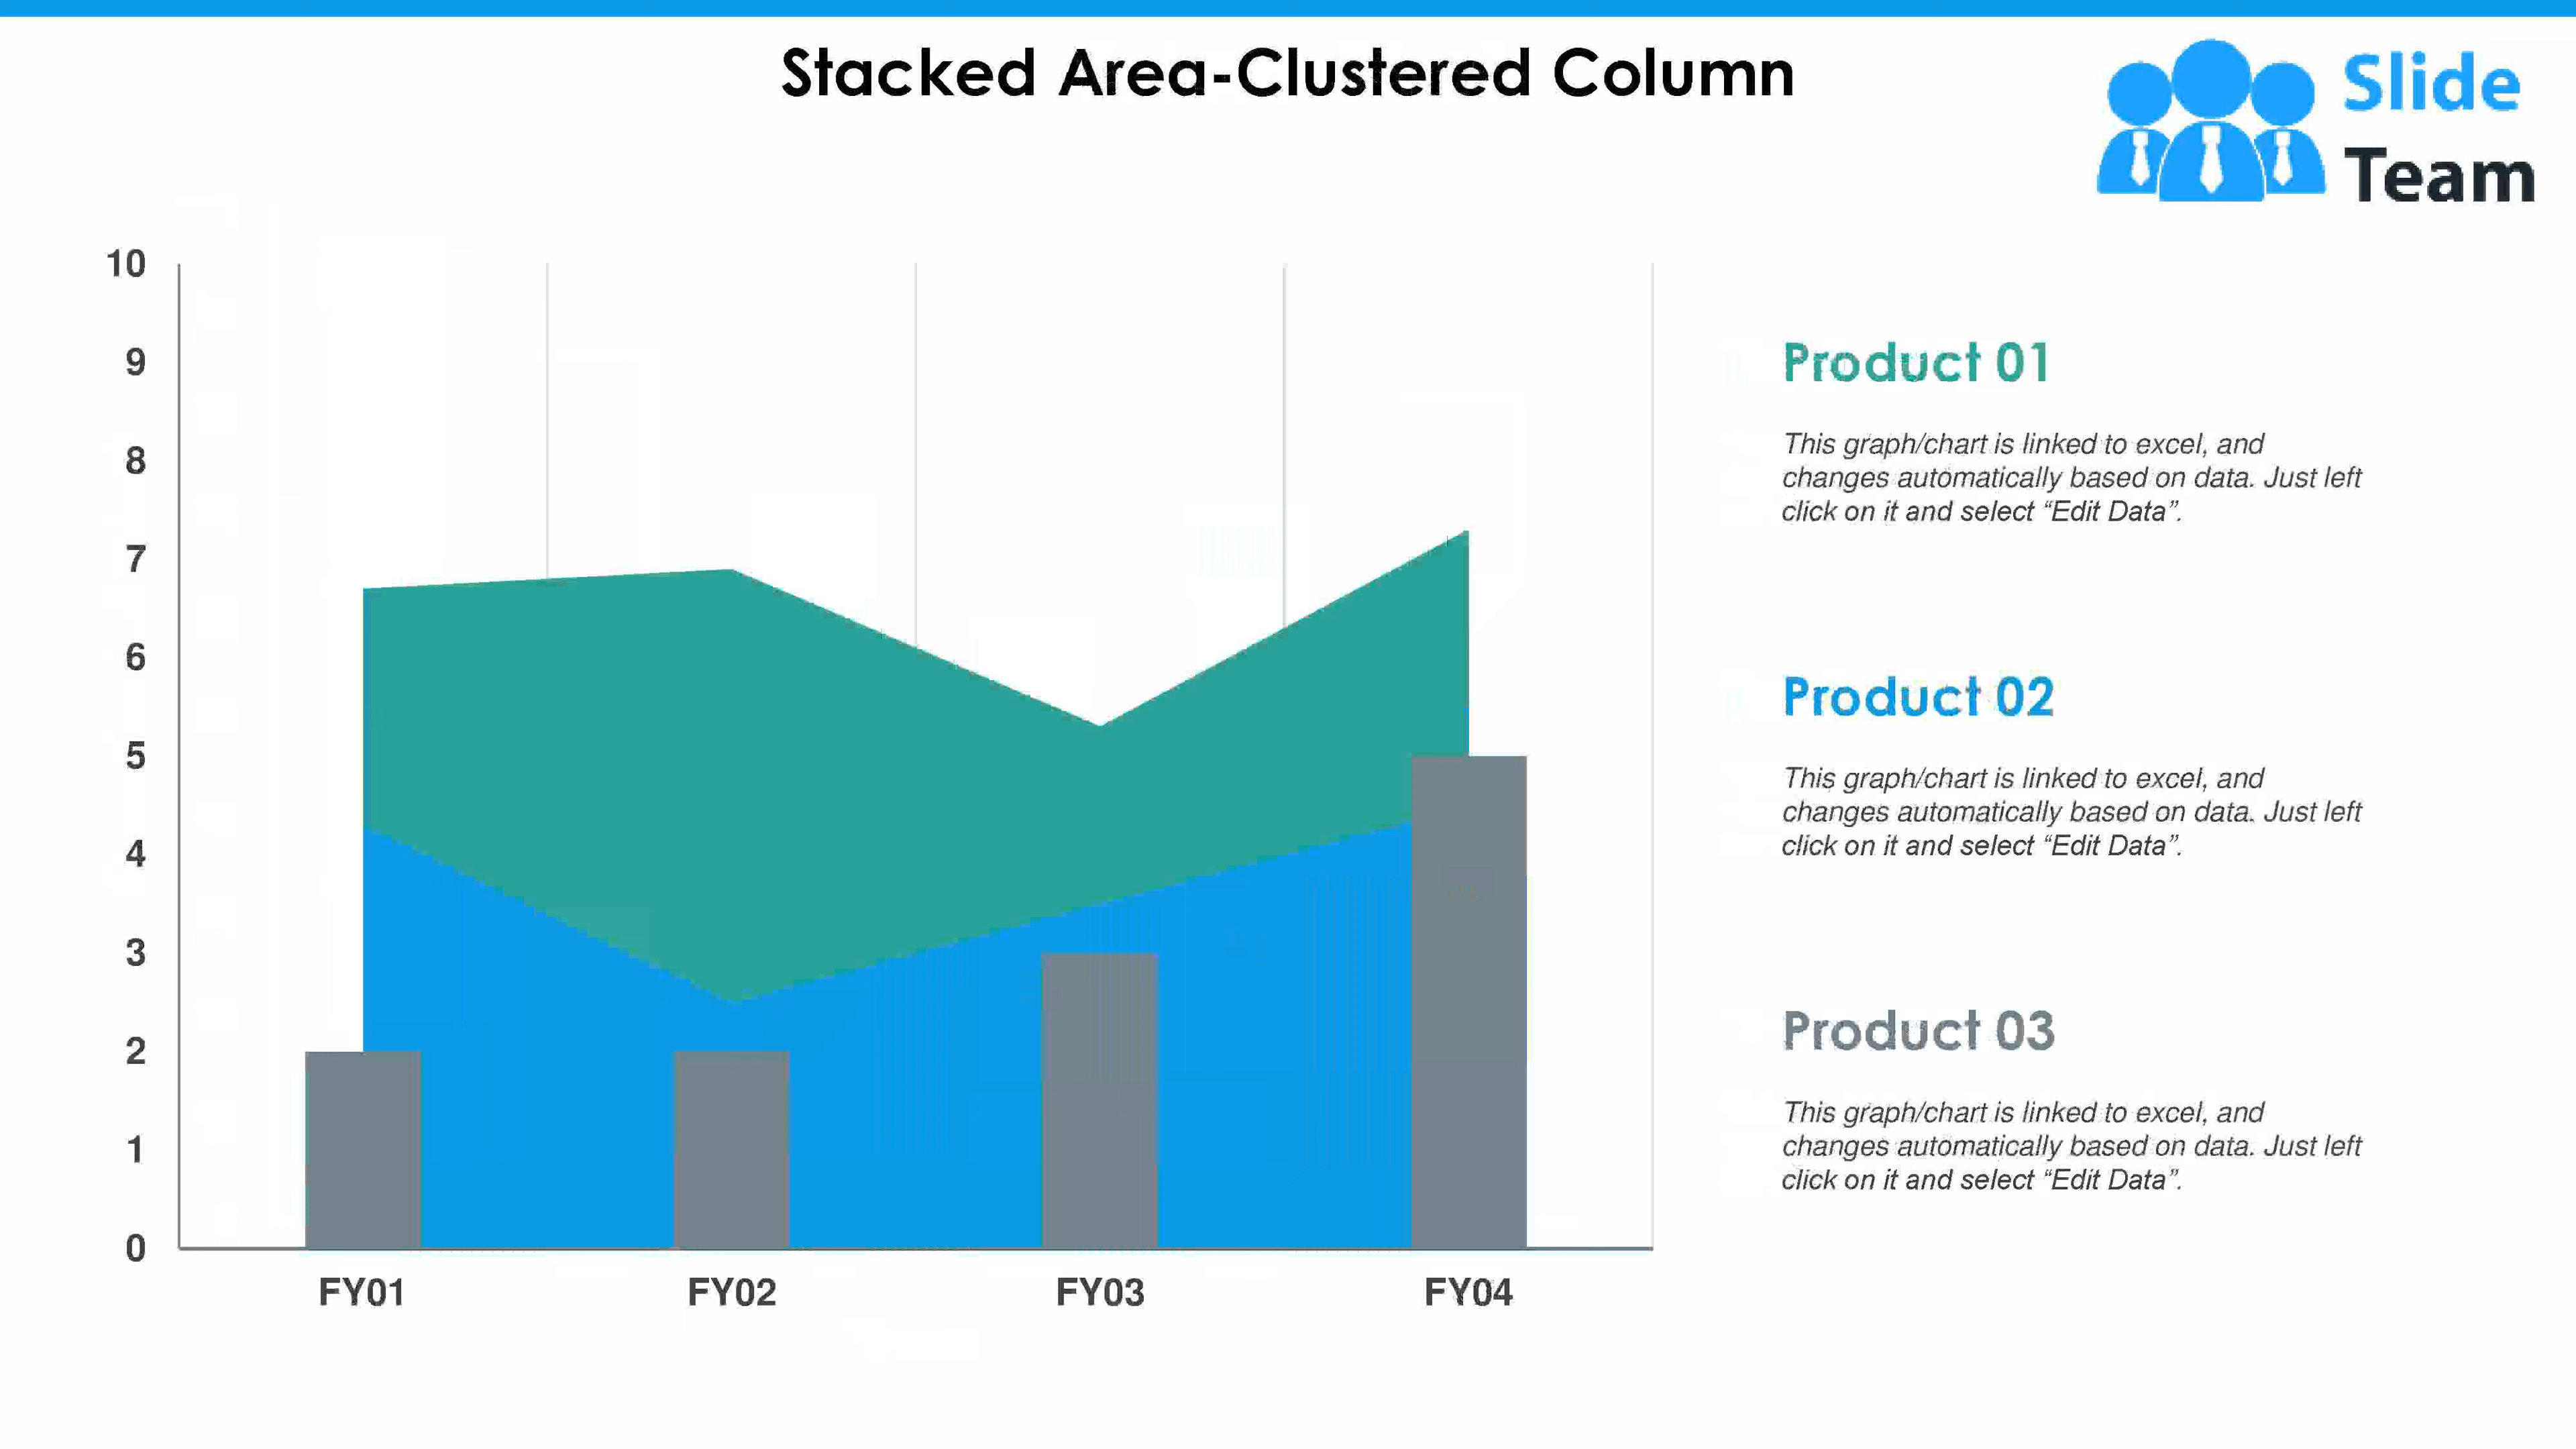 Stacked Area-Clustered Column
Slide
Team
10
9
8
7
6
5
4
3
2
1
0
FY01
FY02
FY03
FY04
Product 01
This graph/chart is linked to excel, and
changes automatically based on data. Just left
click on it and select “Edit Data”.
Product 02
This graph/chart is linked to excel, and
changes automatically based on data. Just left
click on it and select “Edit Data”.
Product 03
This graph/chart is linked to excel, and
changes automatically based on data. Just left
click on it and select “Edit Data”.